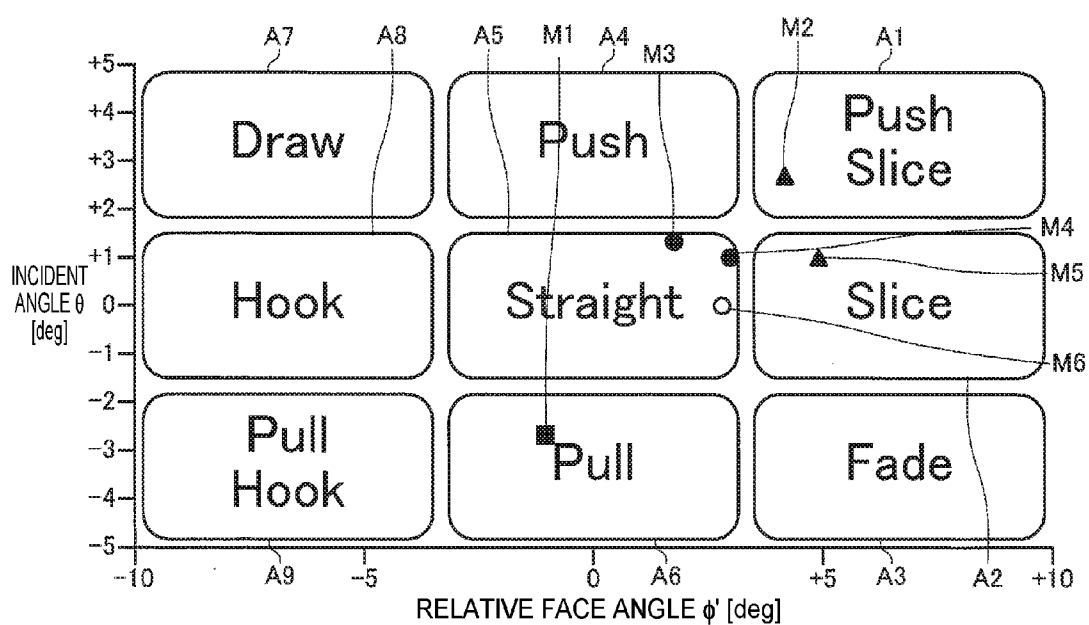 A7 A8 A5 M1 A4 M3 M2 A1
+5
+4
+3
+2
+1
0
−1
−2
−3
−4
−5
INCIDENT
ANGLE θ
[deg]
Draw
Push
Push
Slice
Hook
Straight
Slice
M4
M5
M6
Pull
Hook
Pull
Fade
−10 A9 −5 0 A6 +5 A3 A2 +10
RELATIVE FACE ANGLE ϕ' [deg]